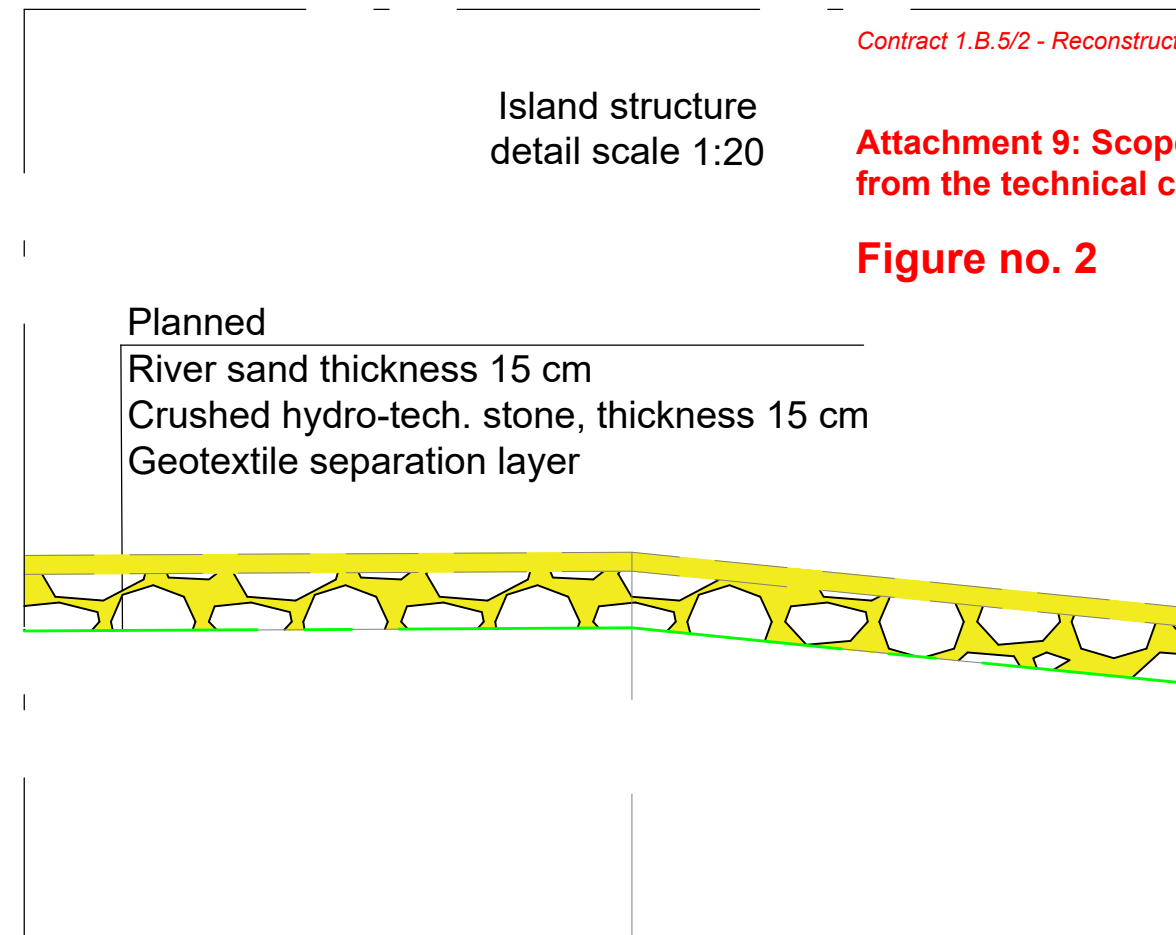 Contract 1.B.5/2 - Reconstruct
Island structure
detail scale 1:20
Attachment 9: Scop
from the technical c
Figure no. 2
Planned
River sand thickness 15 cm
Crushed hydro-tech. stone, thickness 15 cm
Geotextile separation layer